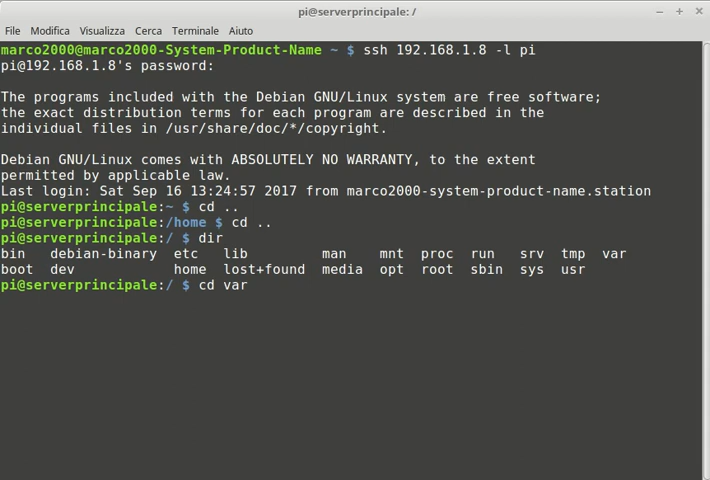 pi@serverprincipale: /
File Modifica Visualizza Cerca Terminale Aiuto
marco2000@marco2000-System-Product-Name ~ $ ssh 192.168.1.8 -l pi
pi@192.168.1.8's password:
The programs included with the Debian GNU/Linux system are free software;
the exact distribution terms for each program are described in the
individual files in /usr/share/doc/*/copyright.
Debian GNU/Linux comes with ABSOLUTELY NO WARRANTY, to the extent
permitted by applicable law.
Last login: Sat Sep 16 13:24:57 2017 from marco2000-system-product-name.station
pi@serverprincipale:~ $ cd ..
pi@serverprincipale:/home $ cd ..
pi@serverprincipale:/ $ dir
bin debian-binary etc lib man mnt proc run srv tmp var
boot dev home lost+found media opt root sbin sys usr
pi@serverprincipale:/ $ cd var